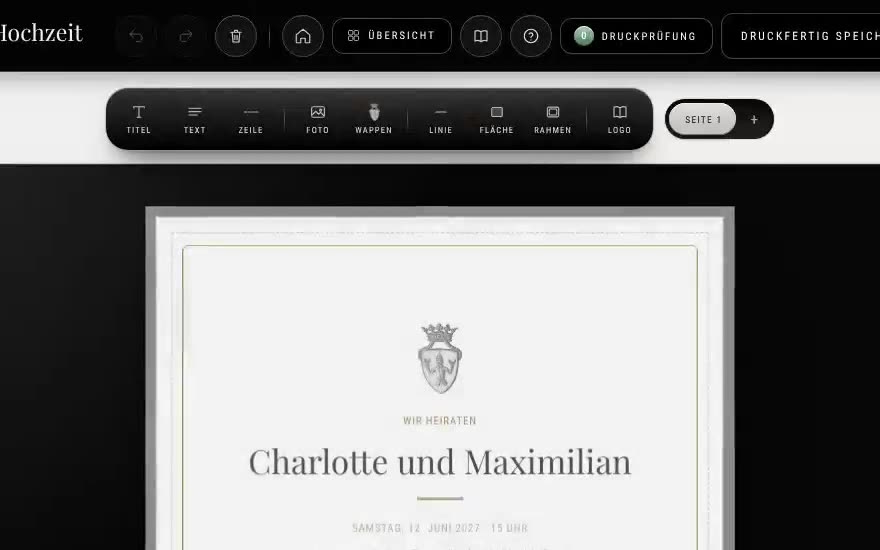 Hochzeit
ÜBERSICHT
0
DRUCKPRÜFUNG
DRUCKFERTIG SPEICH
TITEL
TEXT
ZEILE
FOTO
WAPPEN
LINIE
FLÄCHE
RAHMEN
LOGO
SEITE 1
+
WIR HEIRATEN
Charlotte und Maximilian
SAMSTAG, 12. JUNI 2027 · 15 UHR